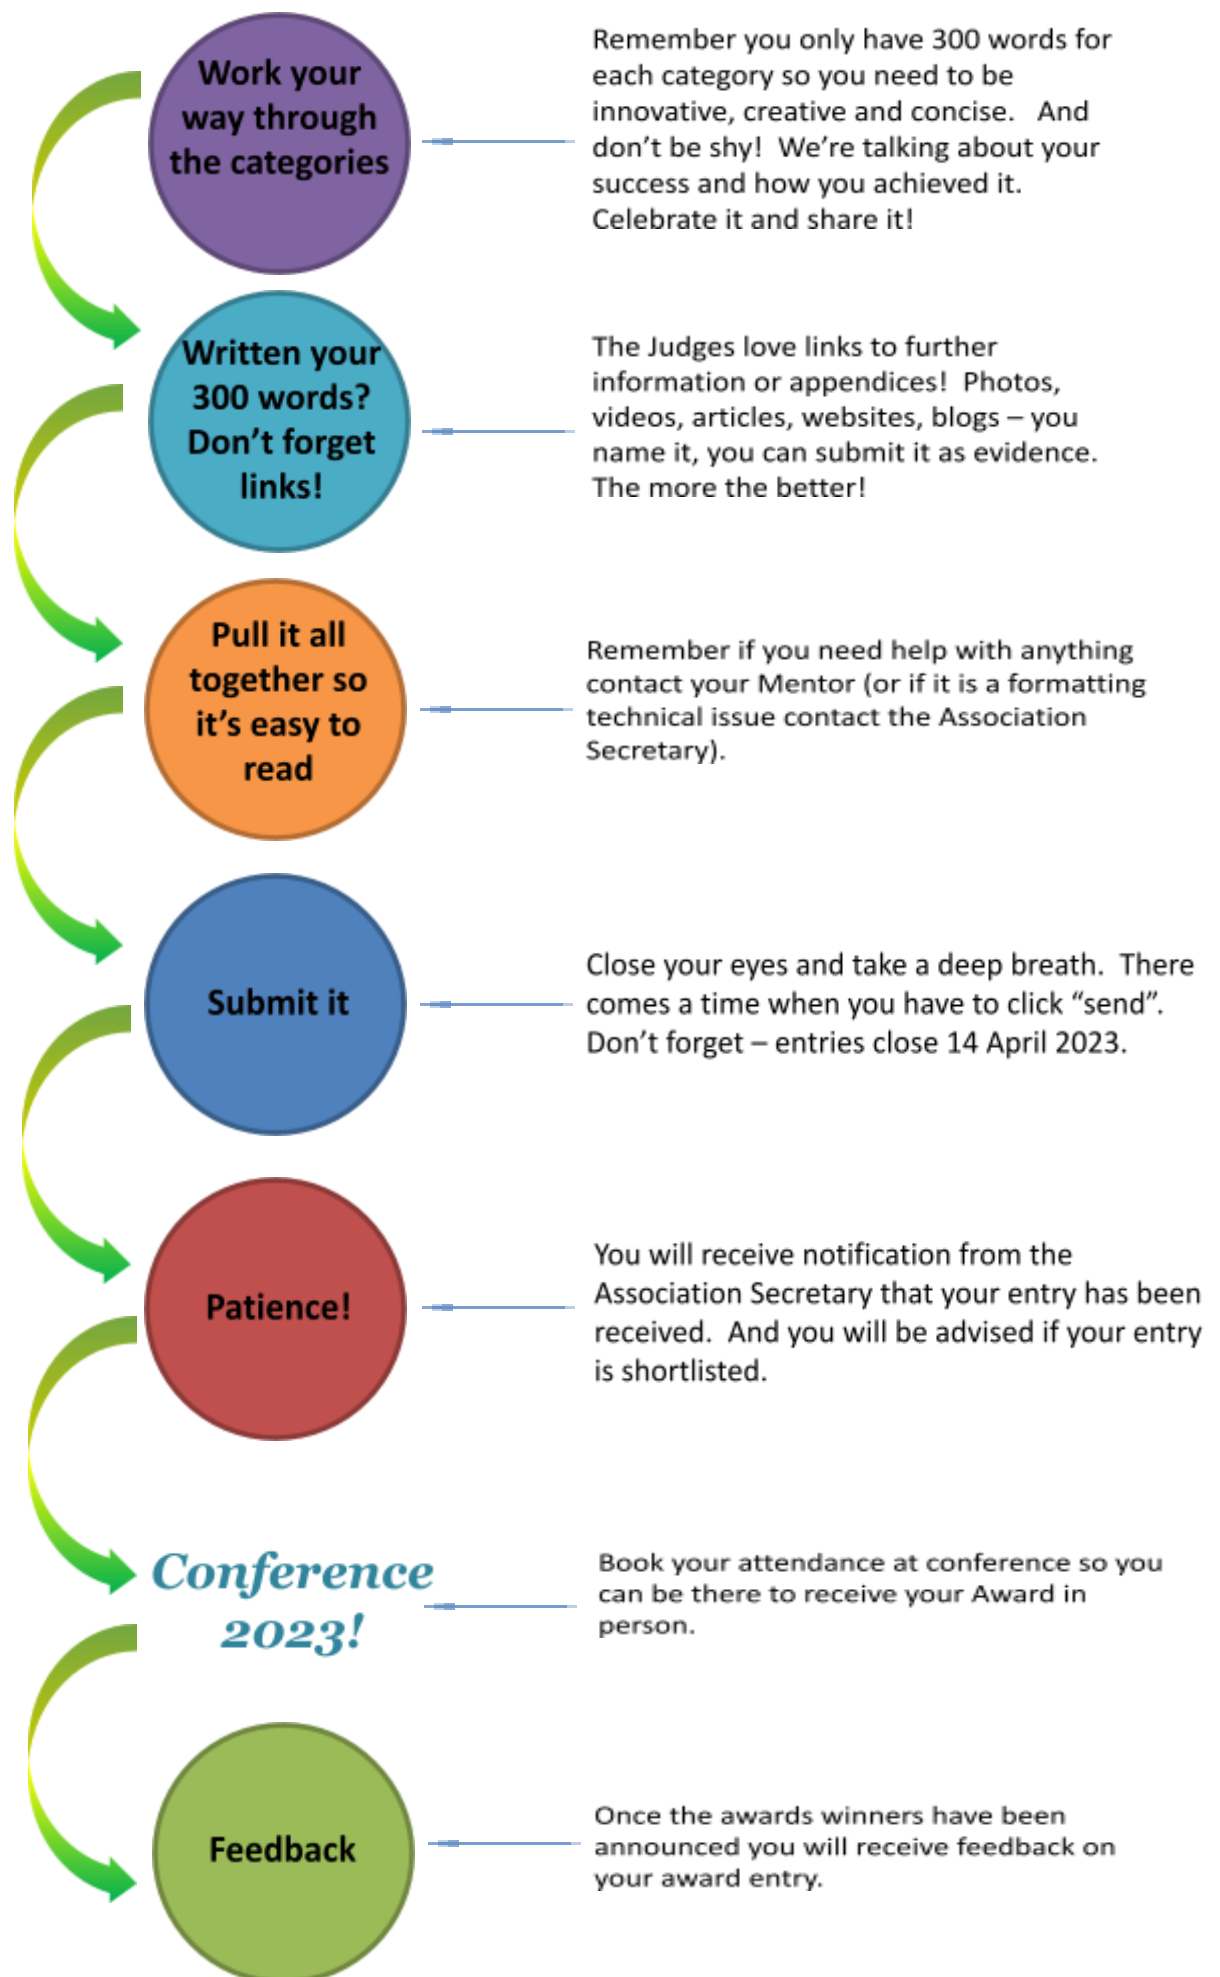 Work your
way through
the categories
Remember you only have 300 words for
each category so you need to be
innovative, creative and concise.   And
don't be shy!  We're talking about your
success and how you achieved it.
Celebrate it and share it!
Written your
300 words?
Don't forget
links!
The Judges love links to further
information or appendices!  Photos,
videos, articles, websites, blogs – you
name it, you can submit it as evidence.
The more the better!
Pull it all
together so
it's easy to
read
Remember if you need help with anything
contact your Mentor (or if it is a formatting
technical issue contact the Association
Secretary).
Submit it
Close your eyes and take a deep breath.  There
comes a time when you have to click “send”.
Don't forget – entries close 14 April 2023.
Patience!
You will receive notification from the
Association Secretary that your entry has been
received.  And you will be advised if your entry
is shortlisted.
Conference
2023!
Book your attendance at conference so you
can be there to receive your Award in
person.
Feedback
Once the awards winners have been
announced you will receive feedback on
your award entry.